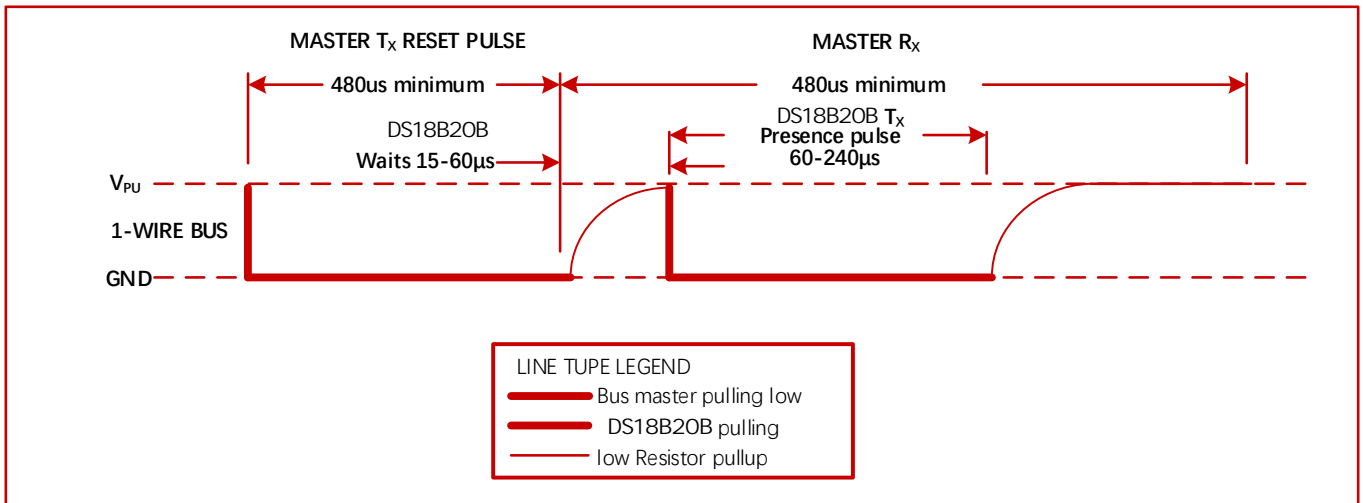 MASTER TX RESET PULSE
MASTER RX
480us minimum
480us minimum
DS18B20B
DS18B20B TX
Presence pulse
Waits 15-60μs
60-240μs
VPU
1-WIRE BUS
GND
LINE TUPE LEGEND
Bus master pulling low
DS18B20B pulling
low Resistor pullup